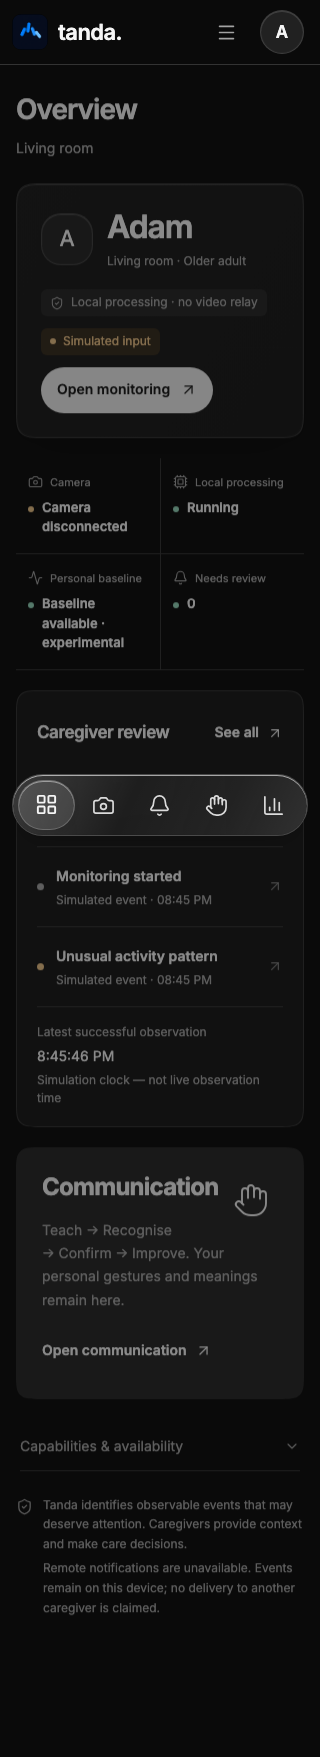 tanda.
A
Overview
Living room
A
Adam
Living room · Older adult
Local processing · no video relay
Simulated input
Open monitoring
Camera
Camera
disconnected
Local processing
Running
Personal baseline
Baseline
available ·
experimental
Needs review
0
Caregiver review
See all
Monitoring started
Simulated event · 08:45 PM
Unusual activity pattern
Simulated event · 08:45 PM
Latest successful observation
8:45:46 PM
Simulation clock — not live observation
time
Communication
Teach → Recognise
→ Confirm → Improve. Your
personal gestures and meanings
remain here.
Open communication
Capabilities & availability
Tanda identifies observable events that may
deserve attention. Caregivers provide context
and make care decisions.
Remote notifications are unavailable. Events
remain on this device; no delivery to another
caregiver is claimed.